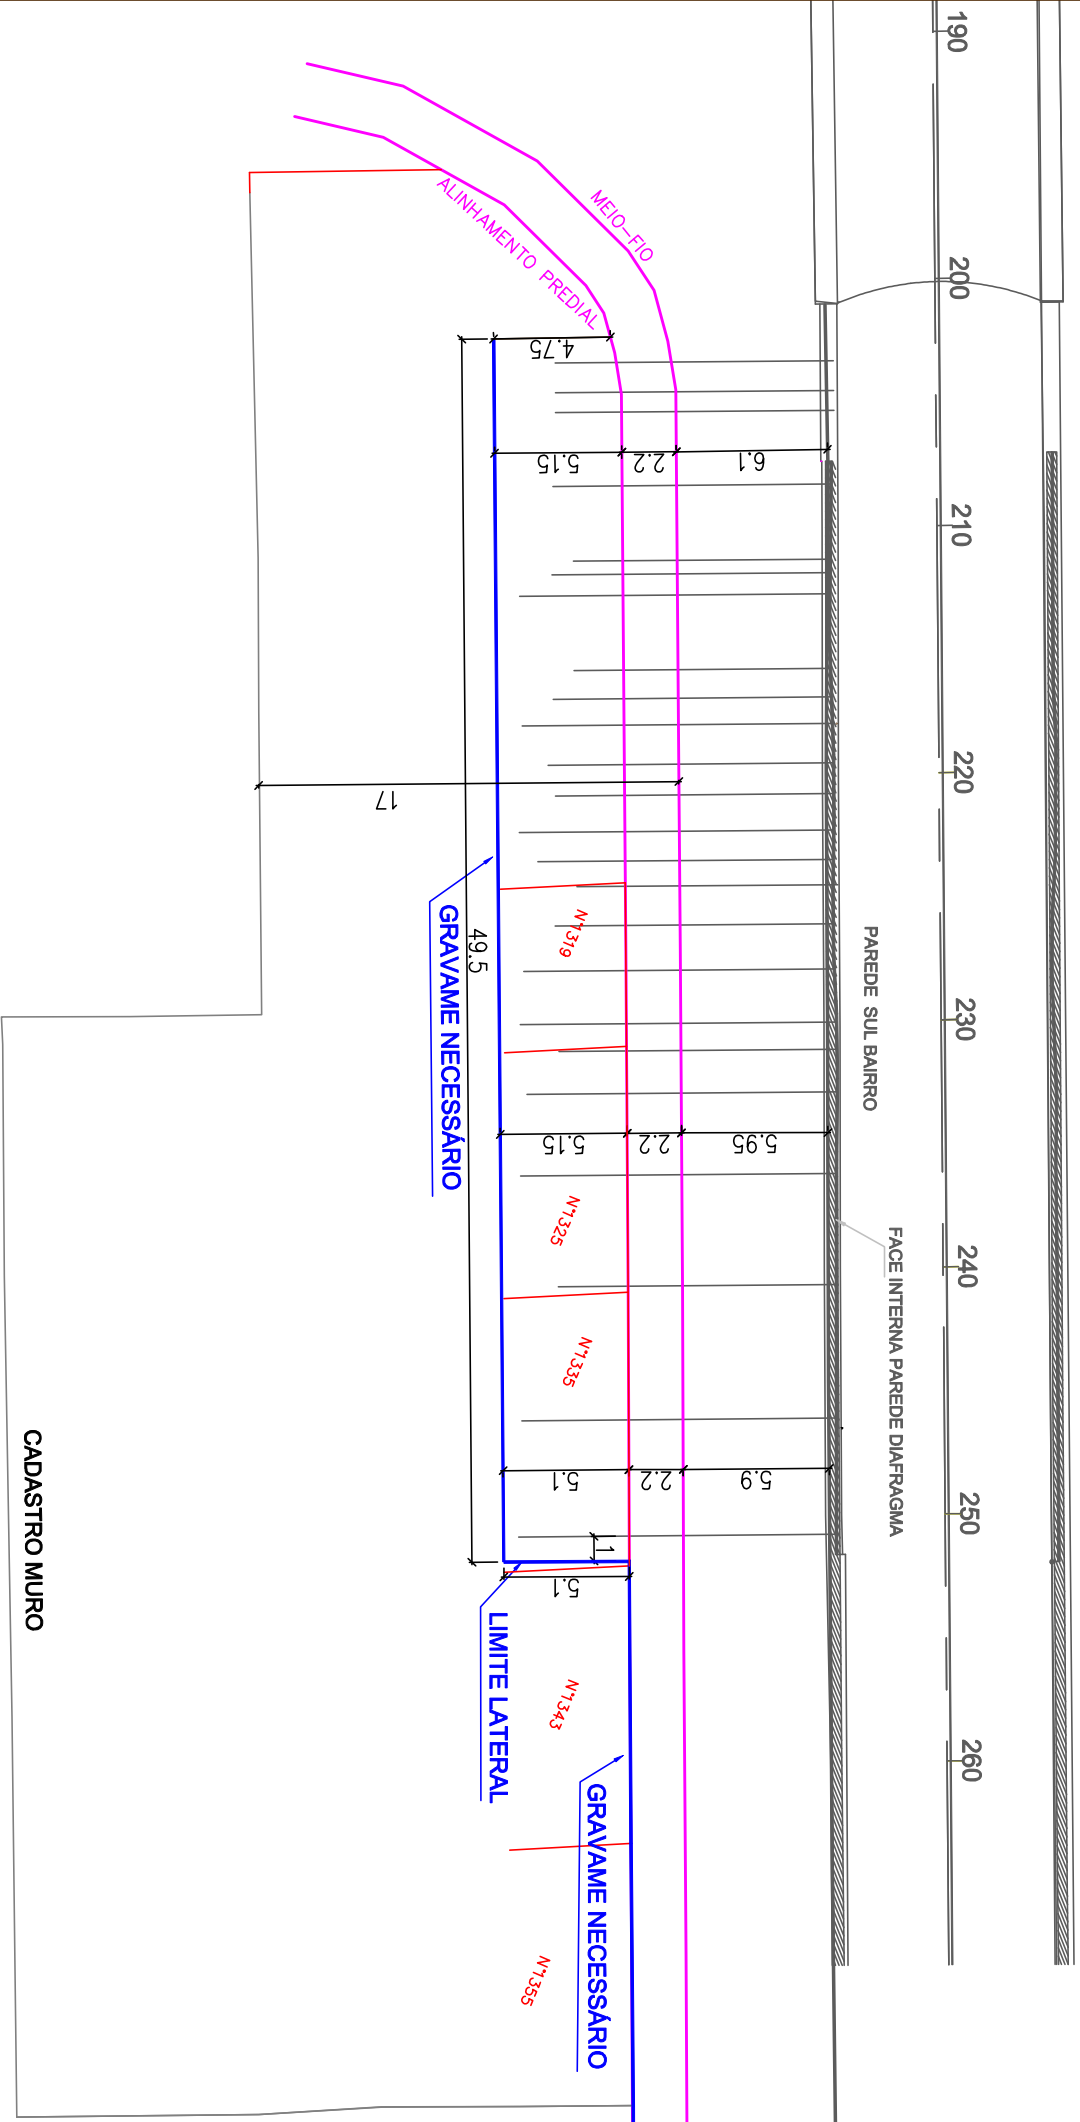 190
200
210
220
230
240
250
260
MEIO-FIO
ALINHAMENTO PREDIAL
4.75
5.15
2.2
6.1
17
49.5
GRAVAME NECESSÁRIO
N°1319
PAREDE SUL BAIRRO
5.15
2.2
5.95
N°1325
FACE INTERNA PAREDE DIAFRAGMA
N°1335
5.1
2.2
5.9
1
5.1
LIMITE LATERAL
N°1343
GRAVAME NECESSÁRIO
N°1355
CADASTRO MURO